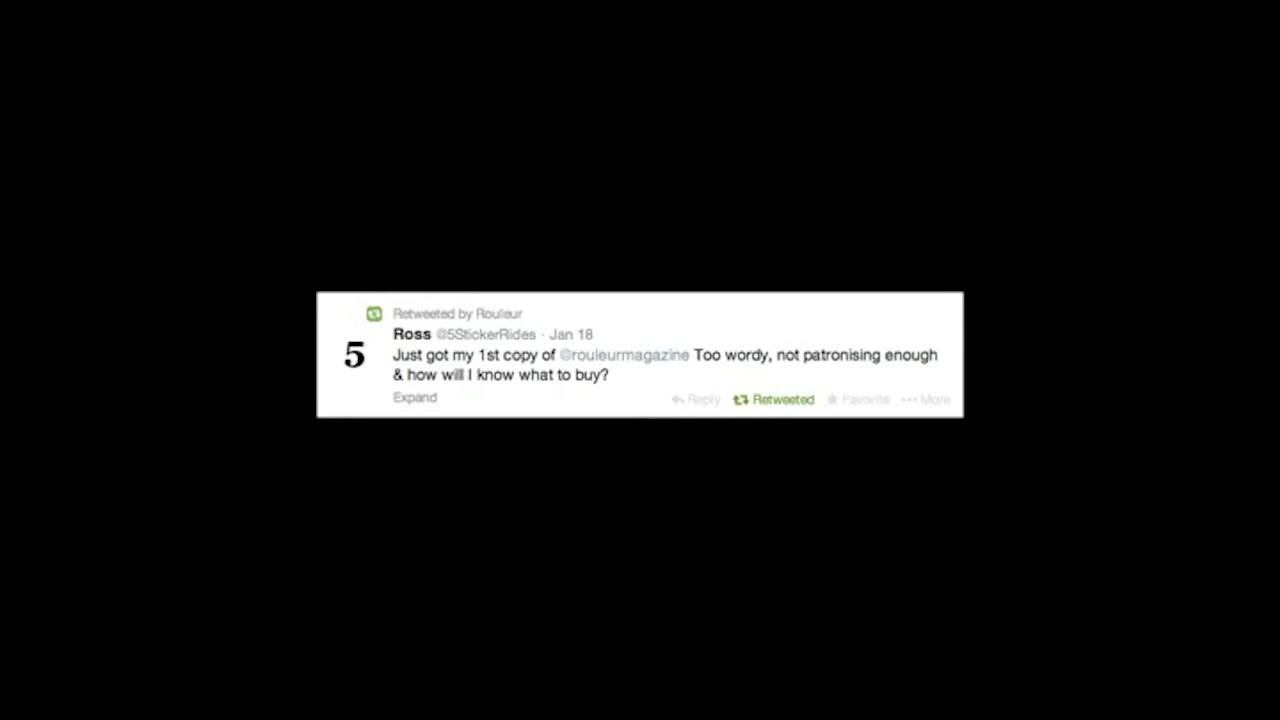 Retweeted by Rouleur
Ross @5StickerRides · Jan 18
5
Just got my 1st copy of @rouleurmagazine Too wordy, not patronising enough
& how will I know what to buy?
Expand
Reply Retweeted Favorite More